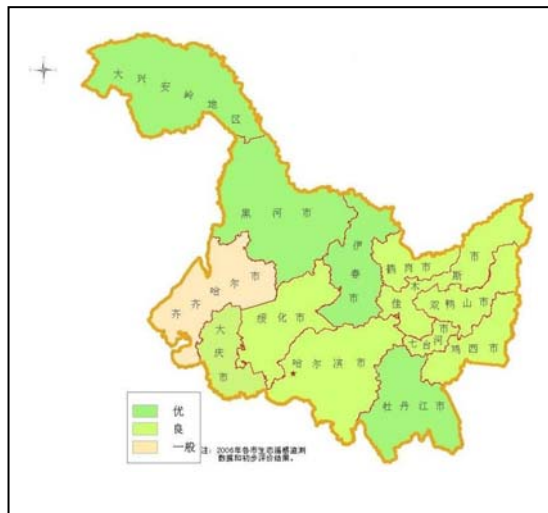 大兴安岭地区
黑河市
伊春市
齐齐哈尔市
鹤岗市
佳木斯市
双鸭山市
绥化市
大庆市
七台河市
鸡西市
哈尔滨市
牡丹江市
优
良
一般
注：2006年各市生态遥感监测
数据和初步评价结果。